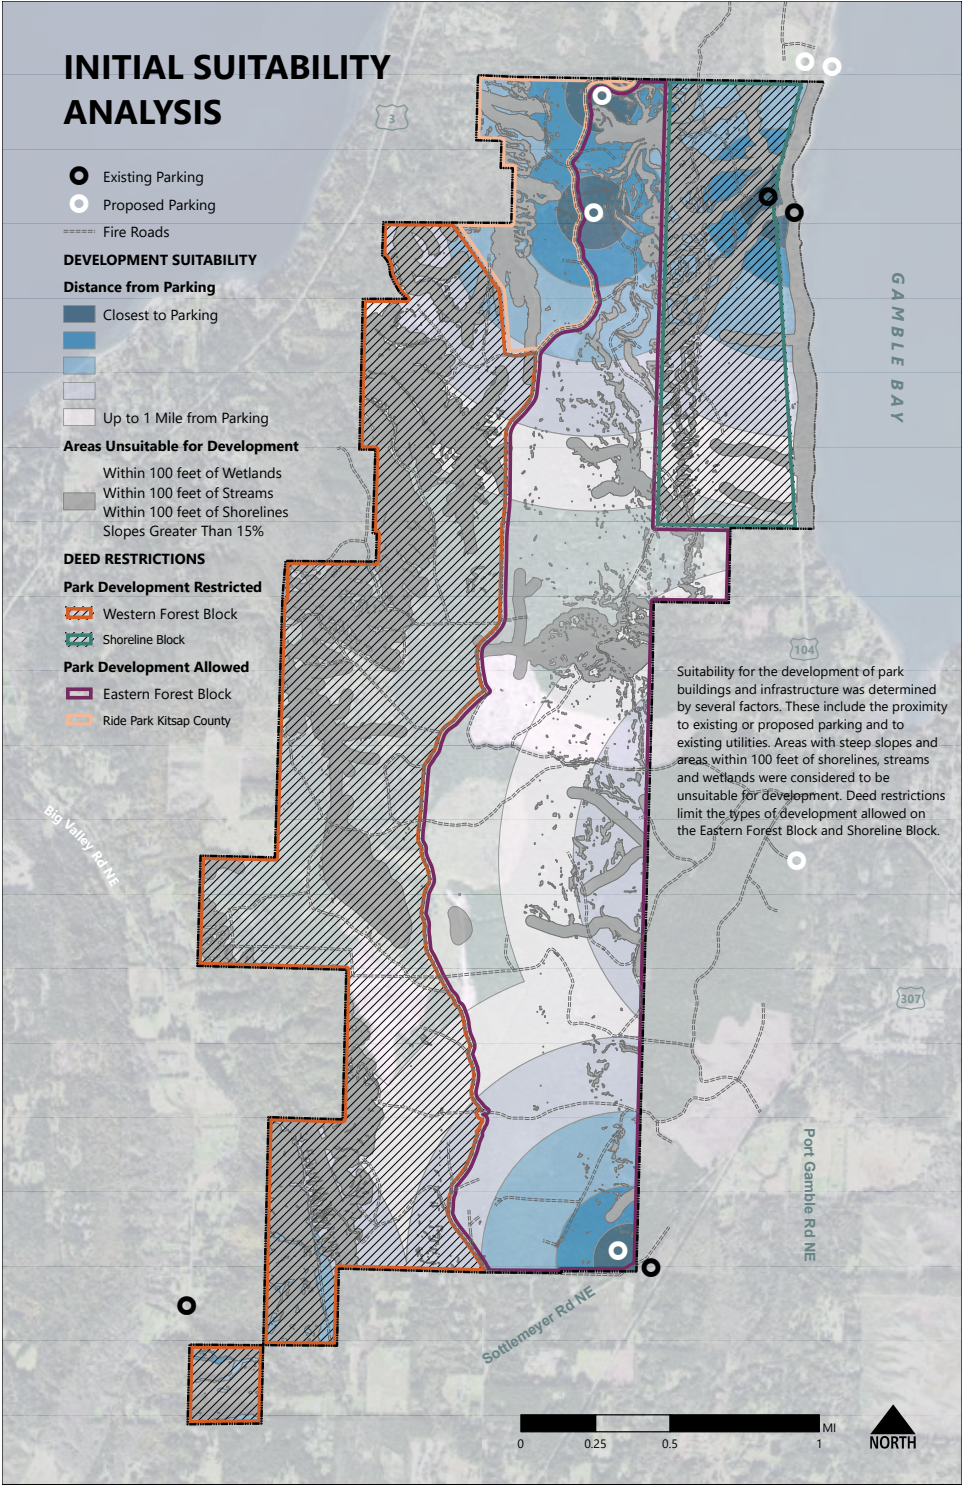 INITIAL SUITABILITY
ANALYSIS
Existing Parking
Proposed Parking
Fire Roads
DEVELOPMENT SUITABILITY
Distance from Parking
Closest to Parking
Up to 1 Mile from Parking
Areas Unsuitable for Development
Within 100 feet of Wetlands
Within 100 feet of Streams
Within 100 feet of Shorelines
Slopes Greater Than 15%
DEED RESTRICTIONS
Park Development Restricted
Western Forest Block
Shoreline Block
Park Development Allowed
Eastern Forest Block
Ride Park Kitsap County
3
GAMBLE BAY
104
Suitability for the development of park
buildings and infrastructure was determined
by several factors. These include the proximity
to existing or proposed parking and to
existing utilities. Areas with steep slopes and
areas within 100 feet of shorelines, streams
and wetlands were considered to be
unsuitable for development. Deed restrictions
limit the types of development allowed on
the Eastern Forest Block and Shoreline Block.
Big Valley Rd NE
307
Port Gamble Rd NE
Sottlemeyer Rd NE
MI
0 0.25 0.5 1
NORTH